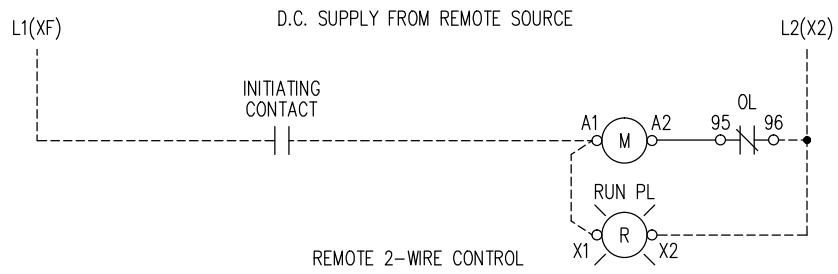 D.C. SUPPLY FROM REMOTE SOURCE
L1(XF)
L2(X2)
INITIATING
CONTACT
OL
A1
M
A2
95
96
RUN PL
X1
R
X2
REMOTE 2-WIRE CONTROL